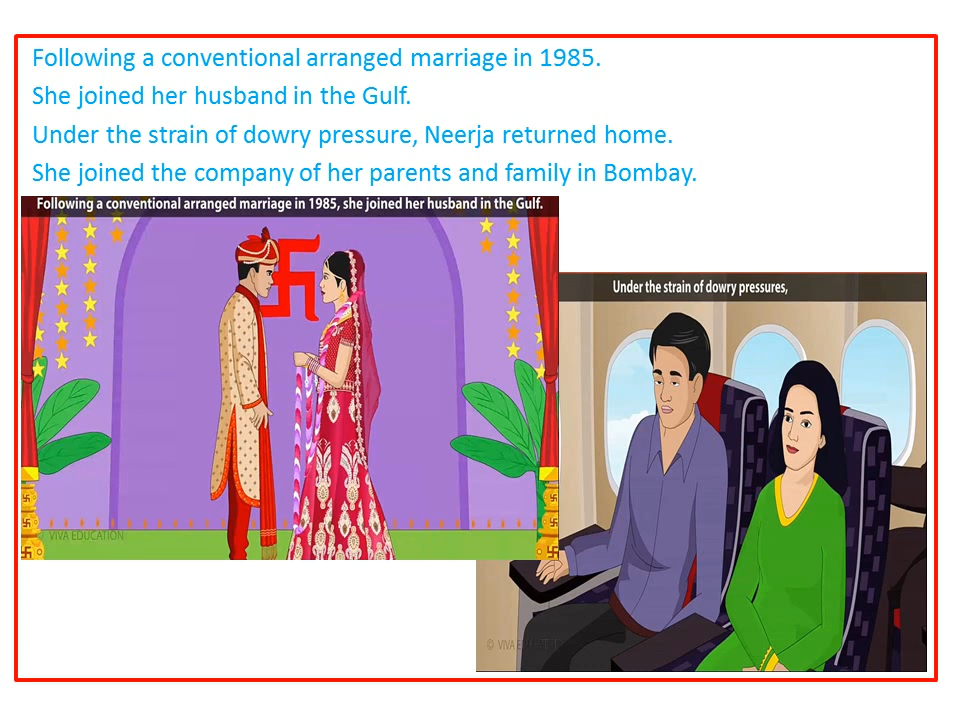 Following a conventional arranged marriage in 1985.
She joined her husband in the Gulf.
Under the strain of dowry pressure, Neerja returned home.
She joined the company of her parents and family in Bombay.
Following a conventional arranged marriage in 1985, she joined her husband in the Gulf.
Under the strain of dowry pressures,
© VIVA EDUCATION
© VIVA EDUCATION